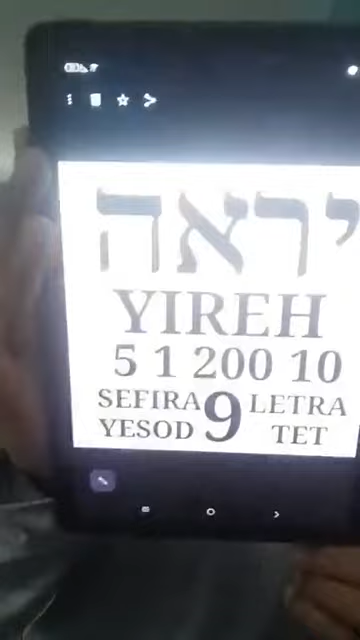 יראה
YIREH
5 1 200 10
SEFIRA 9 LETRA
YESOD TET